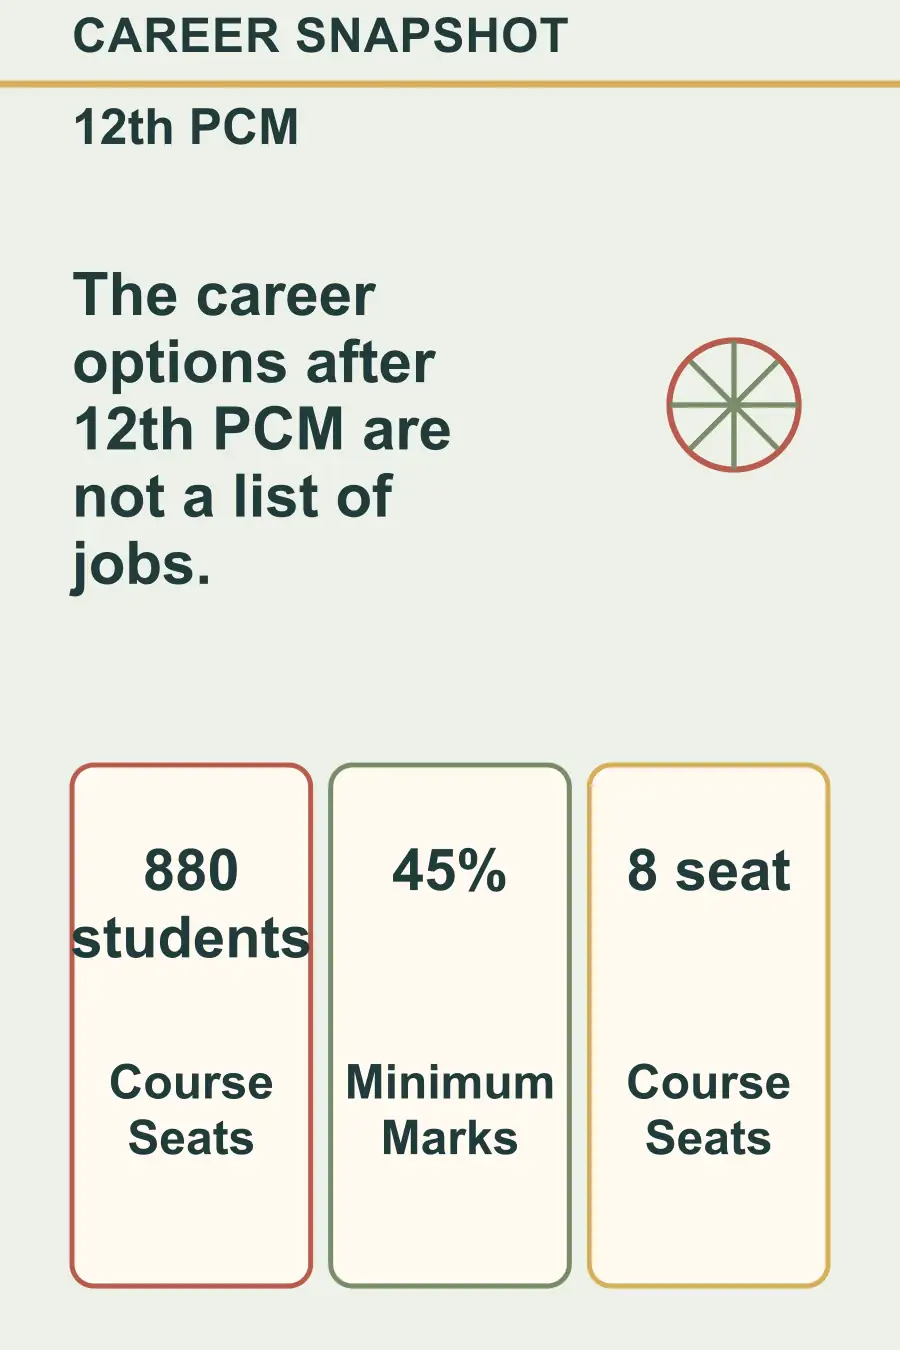 CAREER SNAPSHOT
12th PCM
The career
options after
12th PCM are
not a list of
jobs.
880
students
Course
Seats
45%
Minimum
Marks
8 seat
Course
Seats